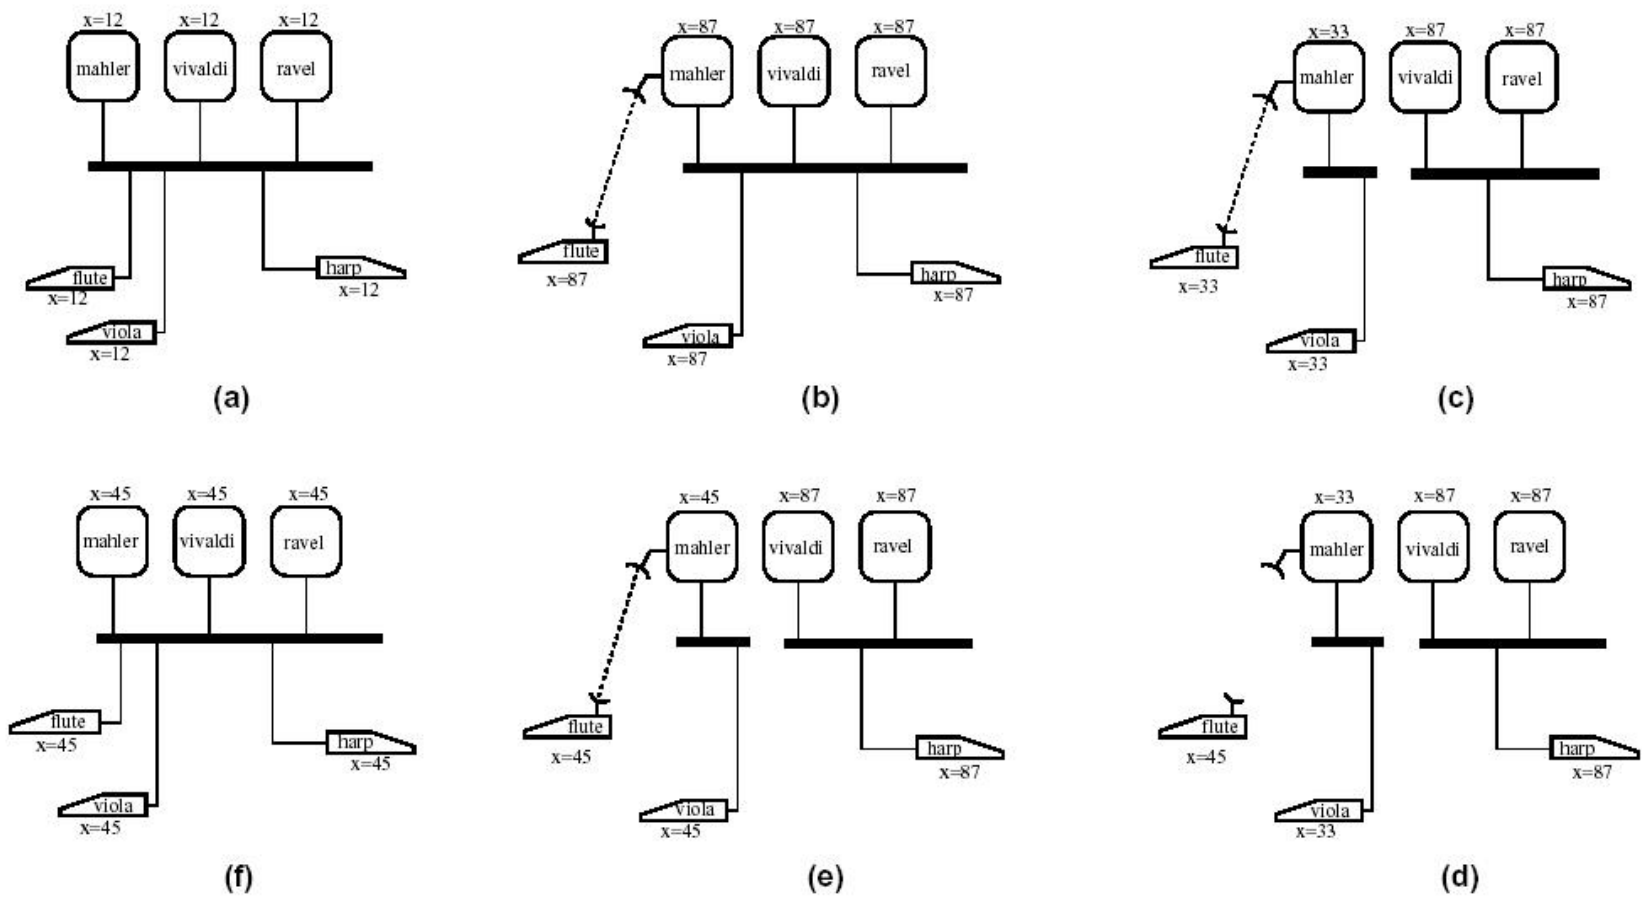 x=12 x=12 x=12
mahler vivaldi ravel
flute harp
x=12 x=12
viola
x=12
(a)
x=87 x=87 x=87
mahler vivaldi ravel
flute
x=87
harp
x=87
viola
x=87
(b)
x=33 x=87 x=87
mahler vivaldi ravel
flute
x=33
harp
x=87
viola
x=33
(c)
x=45 x=45 x=45
mahler vivaldi ravel
flute
x=45
harp
x=45
viola
x=45
(f)
x=45 x=87 x=87
mahler vivaldi ravel
flute
x=45
harp
x=87
viola
x=45
(e)
x=33 x=87 x=87
mahler vivaldi ravel
flute
x=45
harp
x=87
viola
x=33
(d)